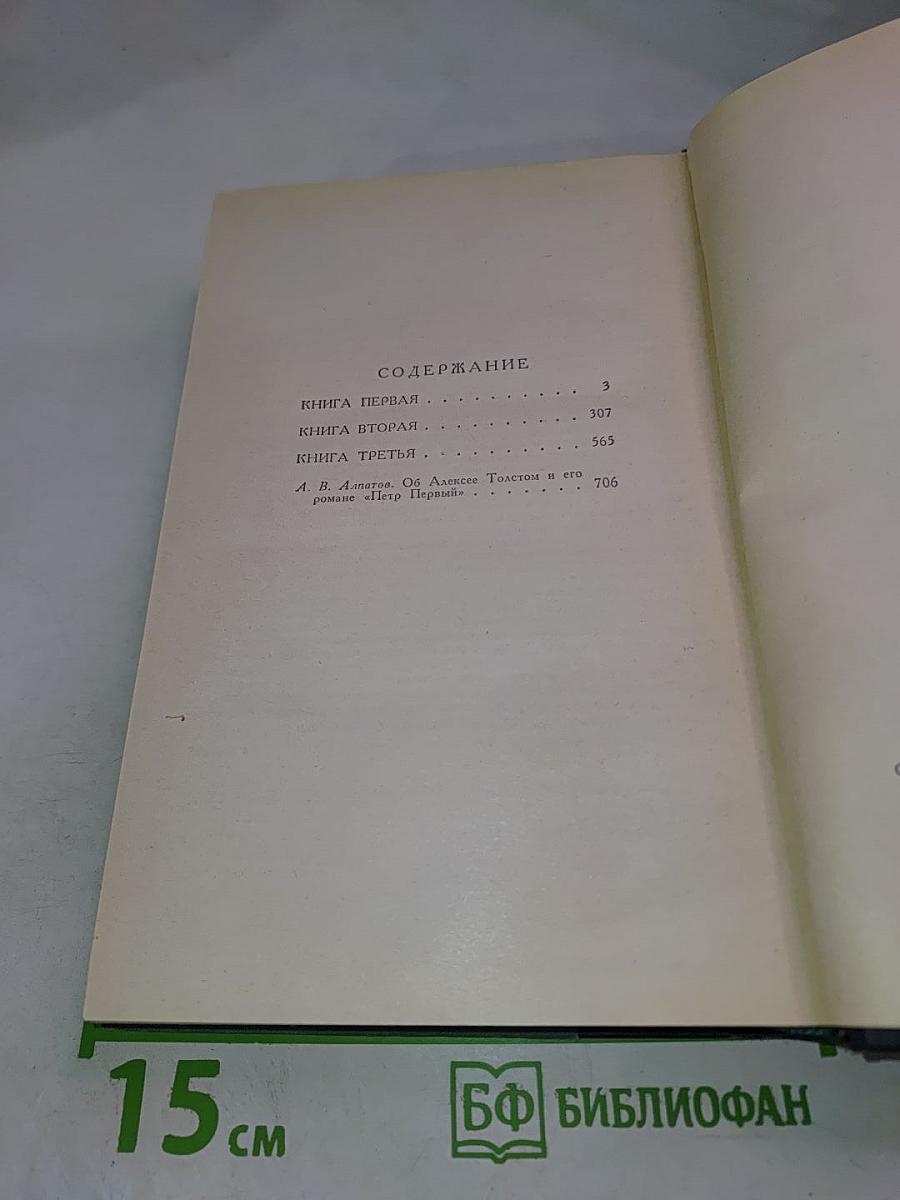 СОДЕРЖАНИЕ
КНИГА ПЕРВАЯ . . . . . . . . . . 3
КНИГА ВТОРАЯ . . . . . . . . . . 307
КНИГА ТРЕТЬЯ . . . . . . . . . . 565
А. В. Алпатов. Об Алексее Толстом и его
романе «Петр Первый» . . . . . . . 706
15 см
БФ БИБЛИОФАН